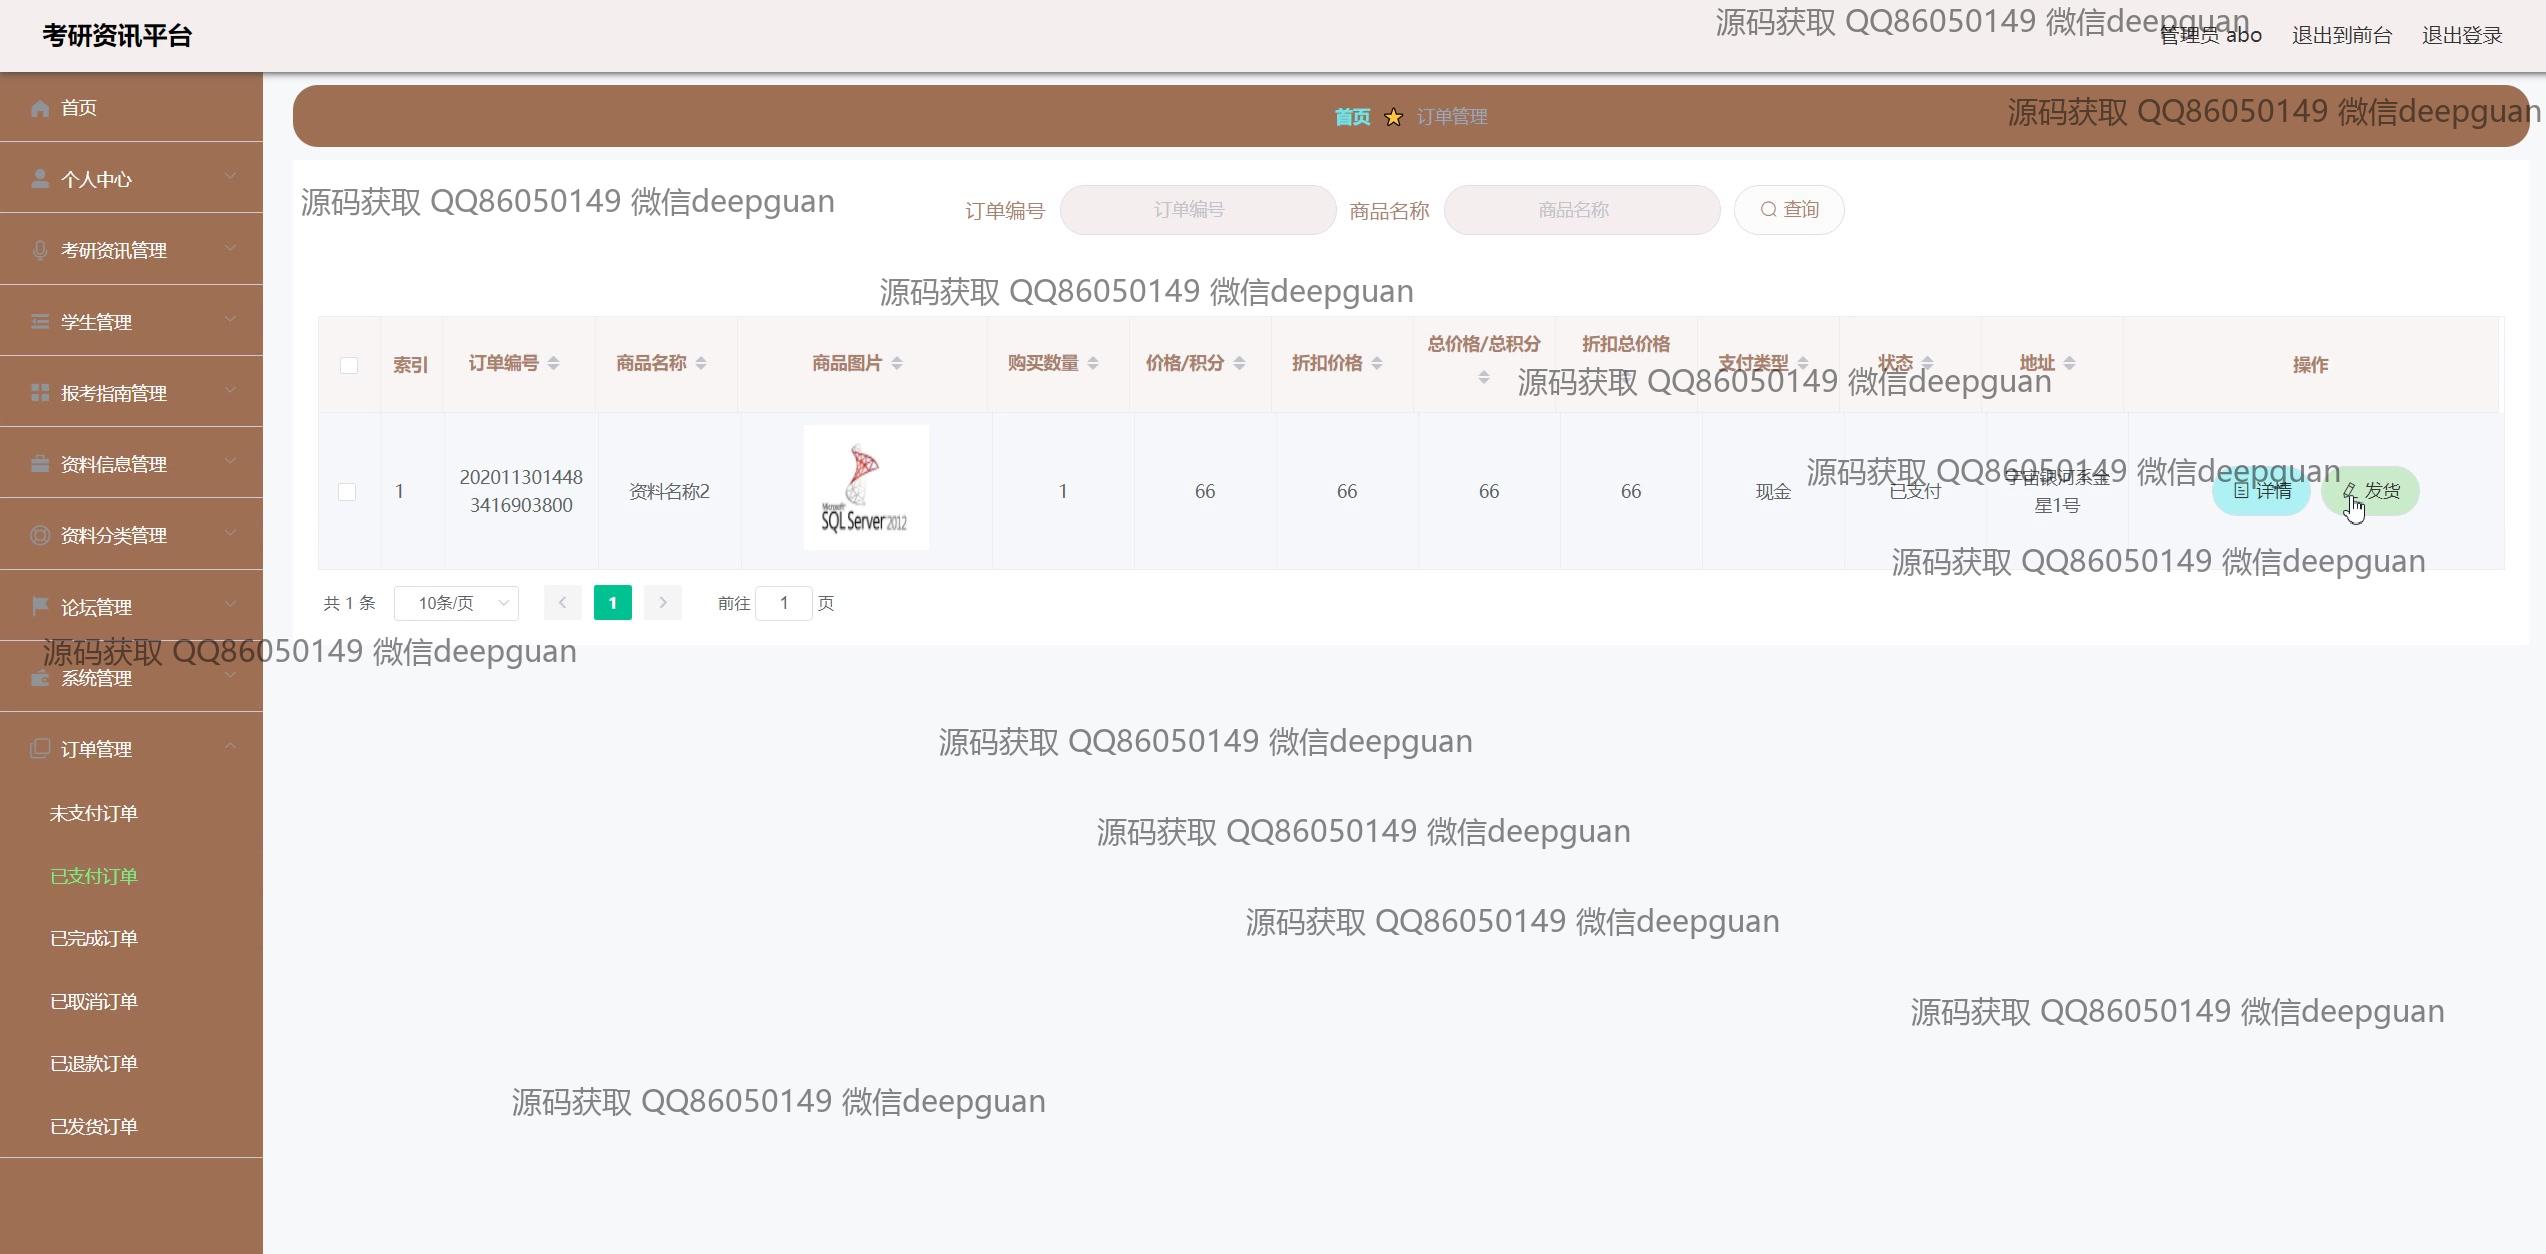 考研资讯平台
源码获取 QQ86050149 微信deepguan
管理员 abo 退出到前台 退出登录
首页
个人中心
考研资讯管理
学生管理
报考指南管理
资料信息管理
资料分类管理
论坛管理
系统管理
订单管理
未支付订单
已支付订单
已完成订单
已取消订单
已退款订单
已发货订单
首页 订单管理
源码获取 QQ86050149 微信deepguan
源码获取 QQ86050149 微信deepguan
订单编号 订单编号 商品名称 商品名称 查询
源码获取 QQ86050149 微信deepguan
索引 订单编号 商品名称 商品图片 购买数量 价格/积分 折扣价格 总价格/总积分 折扣总价格 支付类型 状态 地址 操作
源码获取 QQ86050149 微信deepguan
1 202011301448 3416903800 资料名称2 1 66 66 66 66 现金 已支付 宇宙银河系金星1号 详情 发货
Microsoft
SQL Server 2012
源码获取 QQ86050149 微信deepguan
源码获取 QQ86050149 微信deepguan
共 1 条 10条/页 1 前往 1 页
源码获取 QQ86050149 微信deepguan
源码获取 QQ86050149 微信deepguan
源码获取 QQ86050149 微信deepguan
源码获取 QQ86050149 微信deepguan
源码获取 QQ86050149 微信deepguan
源码获取 QQ86050149 微信deepguan